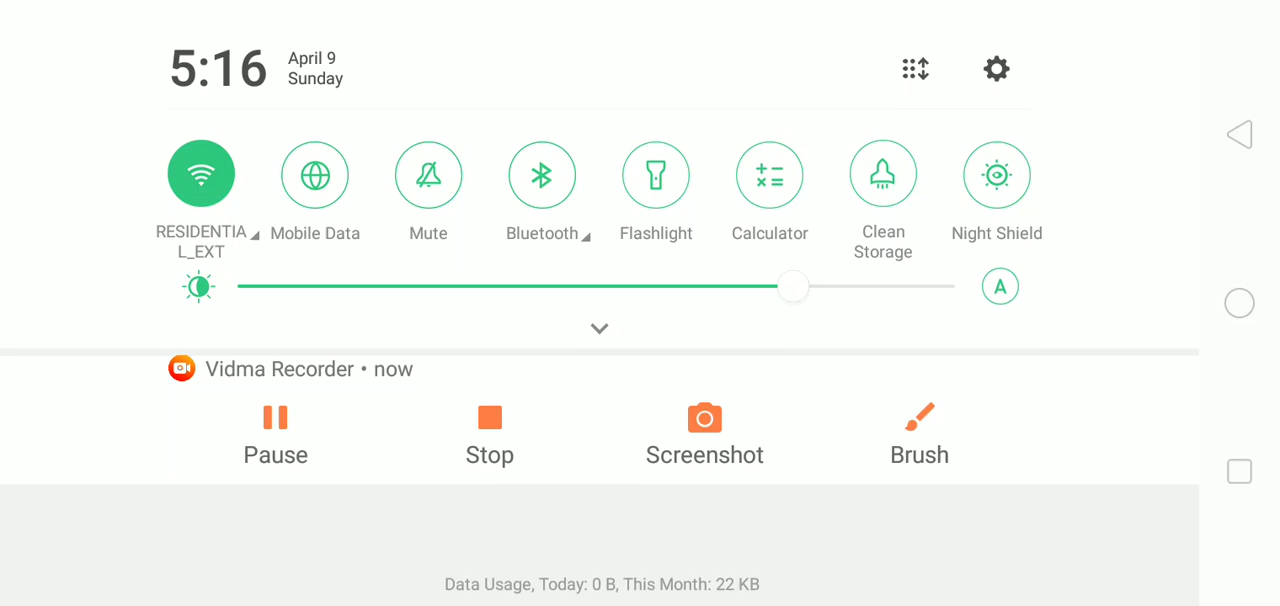 5:16
April 9
Sunday
RESIDENTIA
L_EXT
Mobile Data
Mute
Bluetooth
Flashlight
Calculator
Clean
Storage
Night Shield
A
Vidma Recorder • now
Pause
Stop
Screenshot
Brush
Data Usage, Today: 0 B, This Month: 22 KB